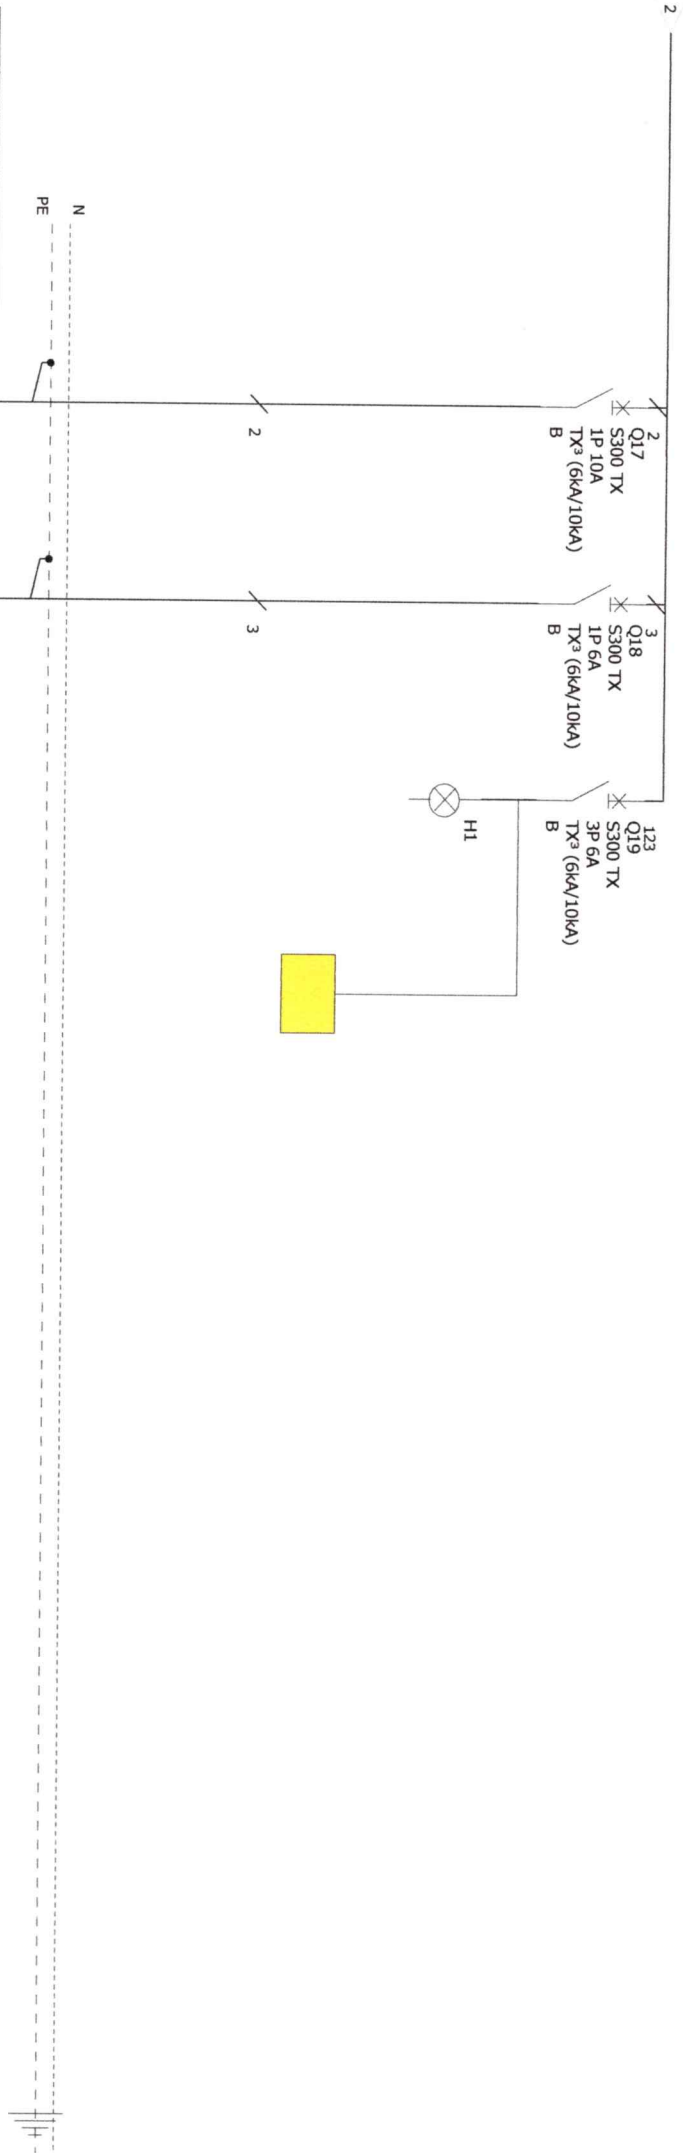 2
2
Q17
S300 TX
1P 10A
TX³ (6kA/10kA)
B
3
Q18
S300 TX
1P 6A
TX³ (6kA/10kA)
B
123
Q19
S300 TX
3P 6A
TX³ (6kA/10kA)
B
H1
2
3
N
PE